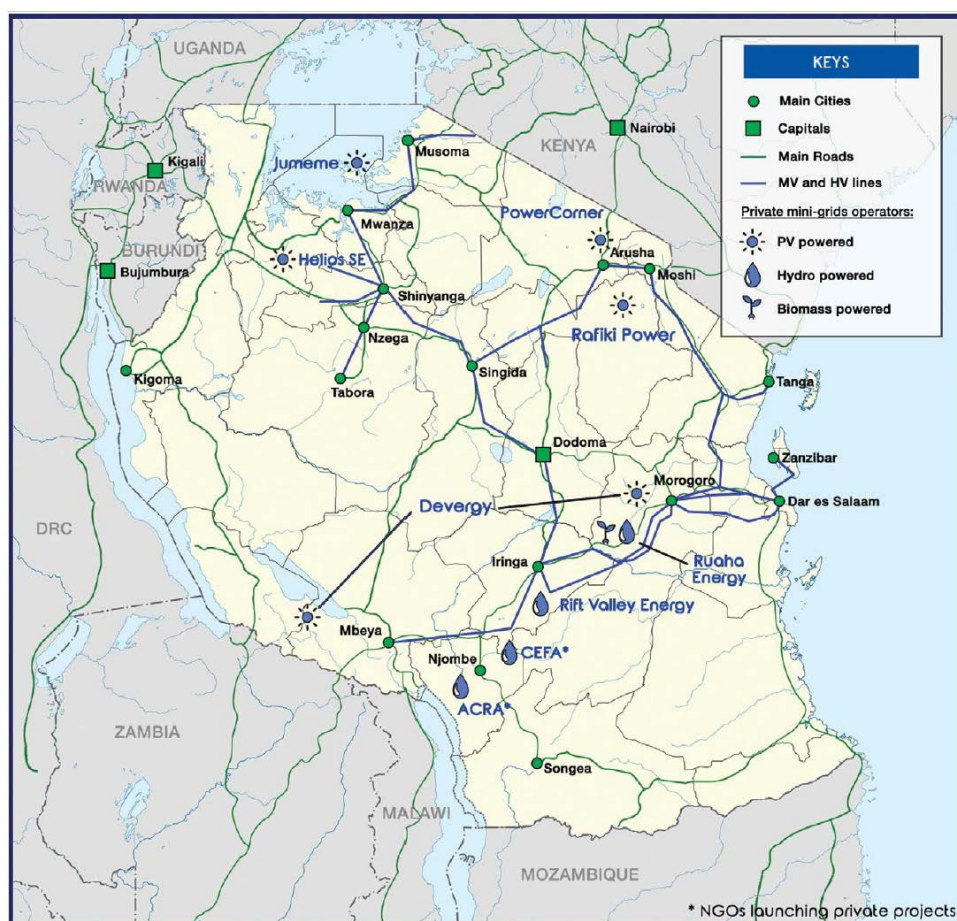 UGANDA
KEYS
Main Cities
Capitals
Main Roads
MV and HV lines
Private mini-grids operators:
PV powered
Hydro powered
Biomass powered
Nairobi
KENYA
Musoma
Jumeme
Kigali
RWANDA
Mwanza
PowerCorner
BURUNDI
Helios SE
Arusha
Bujumbura
Moshi
Shinyanga
Rafiki Power
Nzega
Kigoma
Singida
Tabora
Tanga
Dodoma
Zanzibar
Morogoro
Devergy
Dar es Salaam
DRC
Iringa
Ruaha
Energy
Rift Valley Energy
Mbeya
CEFA*
Njombe
ACRA*
ZAMBIA
Songea
MALAWI
MOZAMBIQUE
* NGOs launching private projects